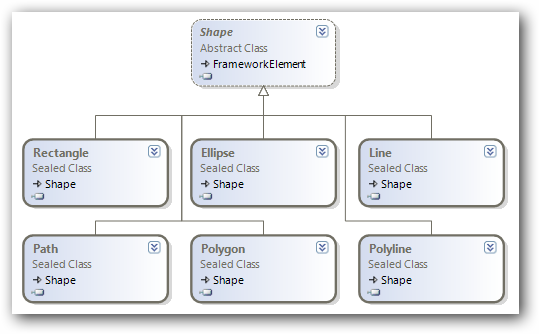 Shape
Abstract Class
FrameworkElement
Rectangle
Sealed Class
Shape
Ellipse
Sealed Class
Shape
Line
Sealed Class
Shape
Path
Sealed Class
Shape
Polygon
Sealed Class
Shape
Polyline
Sealed Class
Shape